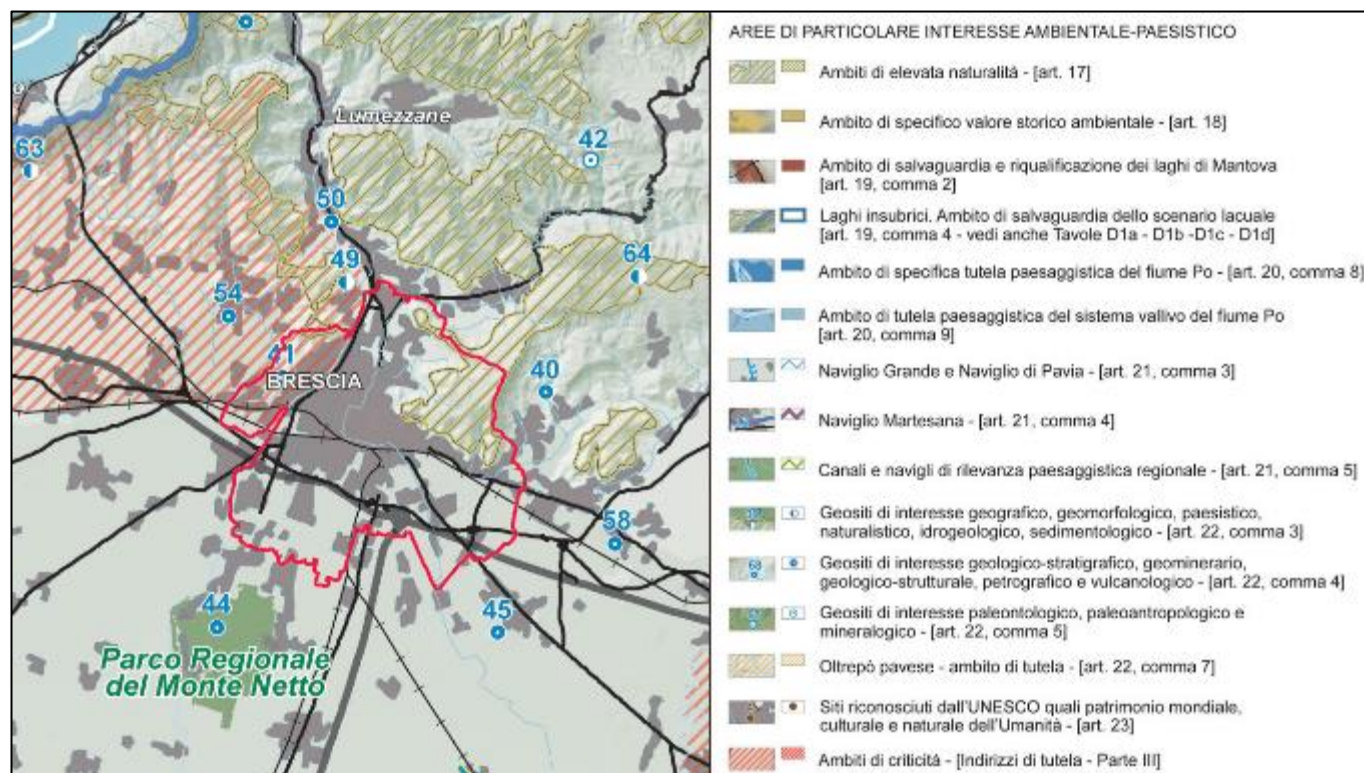 Lumezzane
42
63
50
49
64
54
41
BRESCIA
40
58
44
45
Parco Regionale
del Monte Netto
AREE DI PARTICOLARE INTERESSE AMBIENTALE-PAESISTICO
Ambiti di elevata naturalità - [art. 17]
Ambito di specifico valore storico ambientale - [art. 18]
Ambito di salvaguardia e riqualificazione dei laghi di Mantova
[art. 19, comma 2]
Laghi insubrici. Ambito di salvaguardia dello scenario lacuale
[art. 19, comma 4 - vedi anche Tavole D1a - D1b -D1c - D1d]
Ambito di specifica tutela paesaggistica del fiume Po - [art. 20, comma 8]
Ambito di tutela paesaggistica del sistema vallivo del fiume Po
[art. 20, comma 9]
Naviglio Grande e Naviglio di Pavia - [art. 21, comma 3]
Naviglio Martesana - [art. 21, comma 4]
Canali e navigli di rilevanza paesaggistica regionale - [art. 21, comma 5]
Geositi di interesse geografico, geomorfologico, paesistico,
naturalistico, idrogeologico, sedimentologico - [art. 22, comma 3]
Geositi di interesse geologico-stratigrafico, geominerario,
geologico-strutturale, petrografico e vulcanologico - [art. 22, comma 4]
Geositi di interesse paleontologico, paleoantropologico e
mineralogico - [art. 22, comma 5]
Oltrepò pavese - ambito di tutela - [art. 22, comma 7]
Siti riconosciuti dall'UNESCO quali patrimonio mondiale,
culturale e naturale dell'Umanità - [art. 23]
Ambiti di criticità - [Indirizzi di tutela - Parte III]